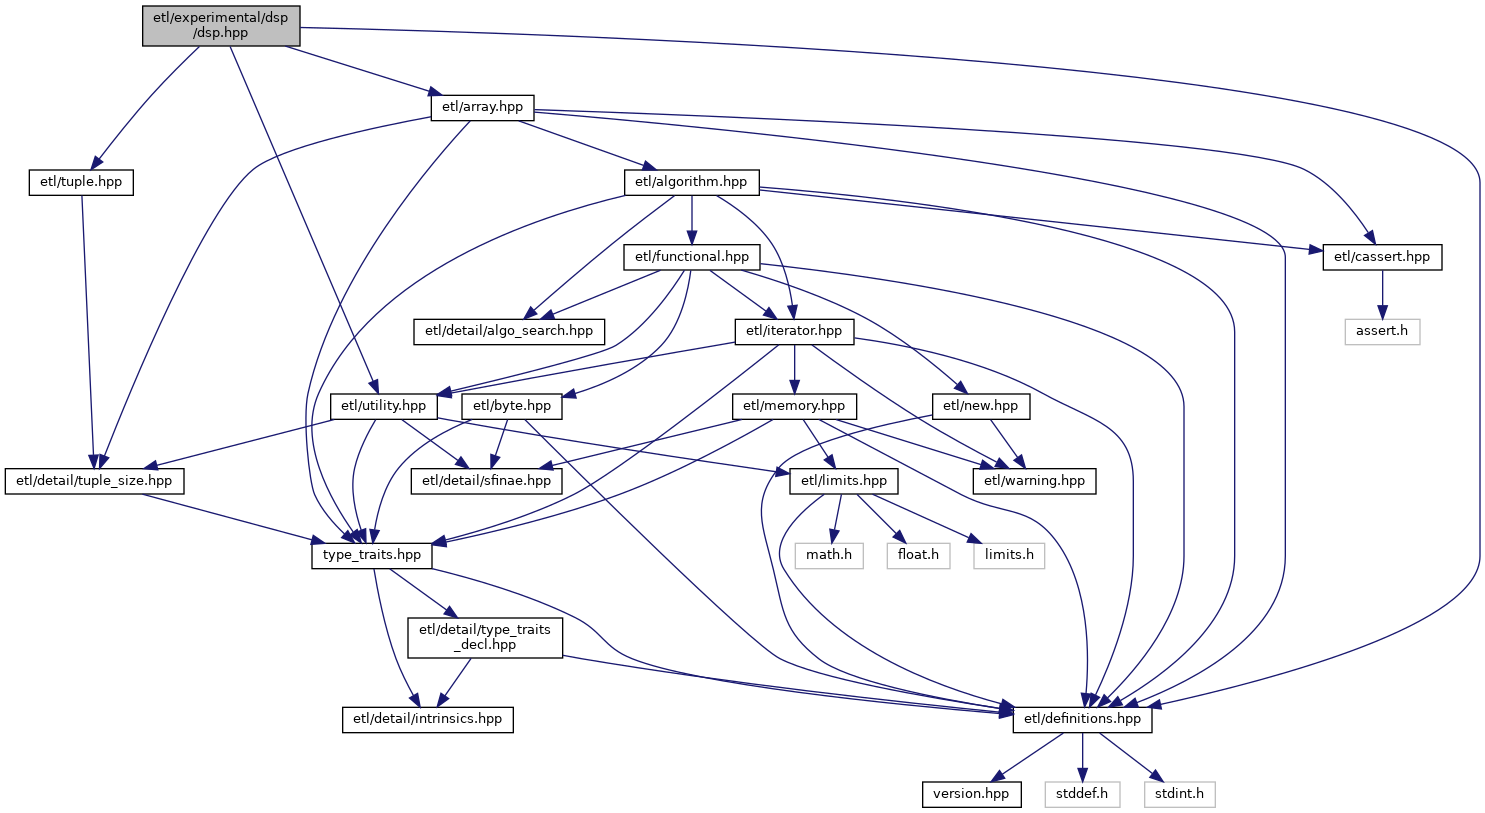 etl/experimental/dsp
/dsp.hpp
etl/array.hpp
etl/tuple.hpp
etl/algorithm.hpp
etl/functional.hpp
etl/cassert.hpp
etl/detail/algo_search.hpp
etl/iterator.hpp
assert.h
etl/utility.hpp
etl/byte.hpp
etl/memory.hpp
etl/new.hpp
etl/detail/tuple_size.hpp
etl/detail/sfinae.hpp
etl/limits.hpp
etl/warning.hpp
type_traits.hpp
math.h
float.h
limits.h
etl/detail/type_traits
_decl.hpp
etl/detail/intrinsics.hpp
etl/definitions.hpp
version.hpp
stddef.h
stdint.h